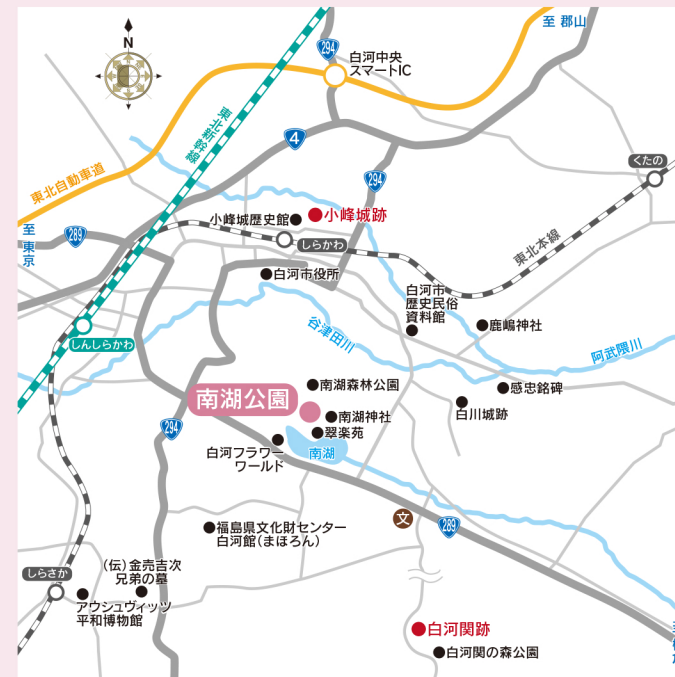 至 郡山
294
白河中央
スマートIC
N
東北新幹線
4
くたの
東北自動車道
294
小峰城歴史館
小峰城跡
至 東京
289
しらかわ
東北本線
白河市役所
白河市
歴史民俗
資料館
谷津田川
鹿嶋神社
しんしらかわ
阿武隈川
南湖森林公園
感忠銘碑
南湖公園
白川城跡
南湖神社
294
翠楽苑
白河フラワー
ワールド
南湖
文
289
福島県文化財センター
白河館(まほろん)
(伝)金売吉次
兄弟の墓
しらさか
アウシュヴィッツ
平和博物館
白河関跡
白河関の森公園